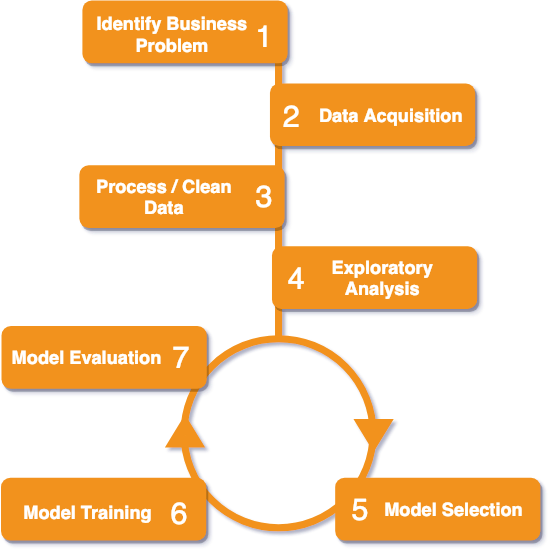 Identify Business
Problem
1
2
Data Acquisition
Process / Clean
Data
3
4
Exploratory
Analysis
Model Evaluation 7
Model Training 6
5 Model Selection